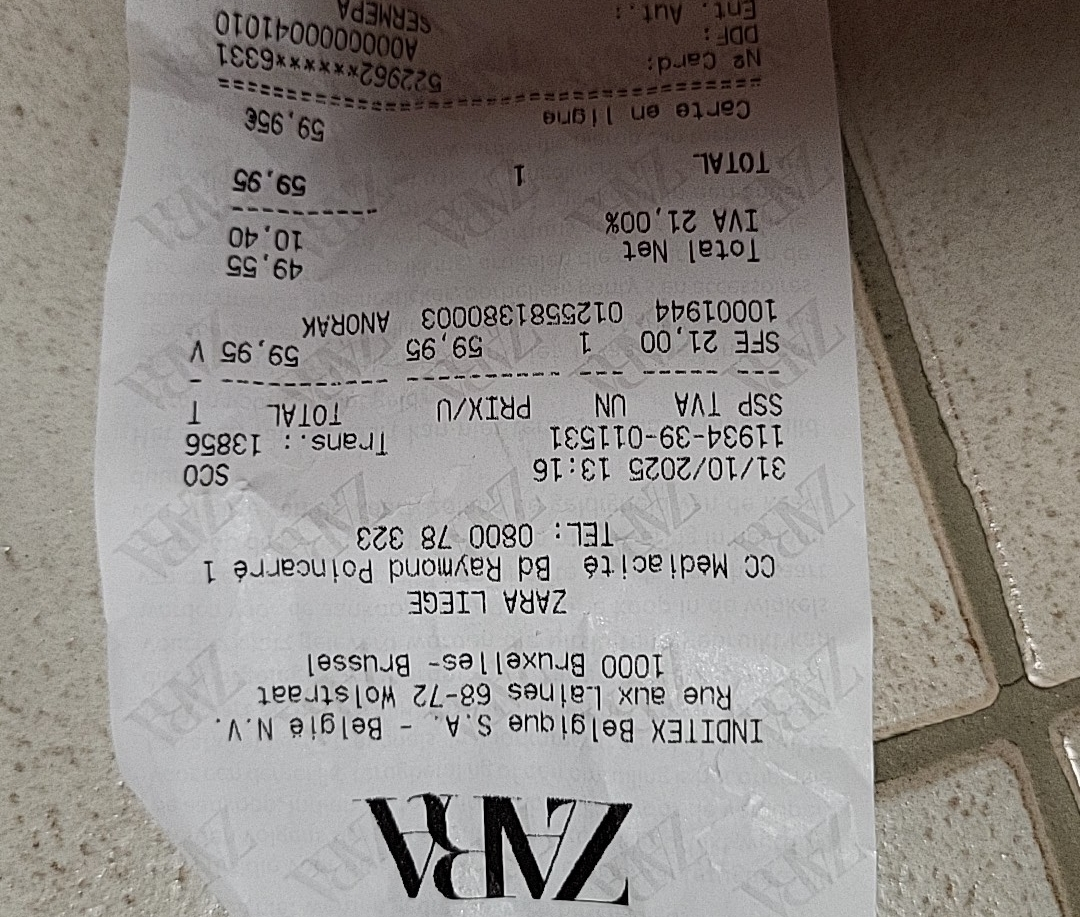 ZARA
INDITEX Belgique S.A. - België N.V.
Rue aux Laines 68-72 Wolstraat
1000 Bruxelles- Brussel
ZARA LIEGE
CC Médiacité Bd Raymond Poincarré 1
TEL: 0800 78 323
31/10/2025 13:16 SCO
11934-39-011531 Trans.: 13856
SSP TVA UN PRIX/U TOTAL T
SFE 21,00 1 59,95 59,95 V
10001944 0125581380003 ANORAK
Total Net 49,55
IVA 21,00% 10,40
TOTAL 1 59,95
Carte en ligne 59,95€
Nº Card: 522962******6331
DDF: A0000000041010
Ent. Aut.: SERMEPA